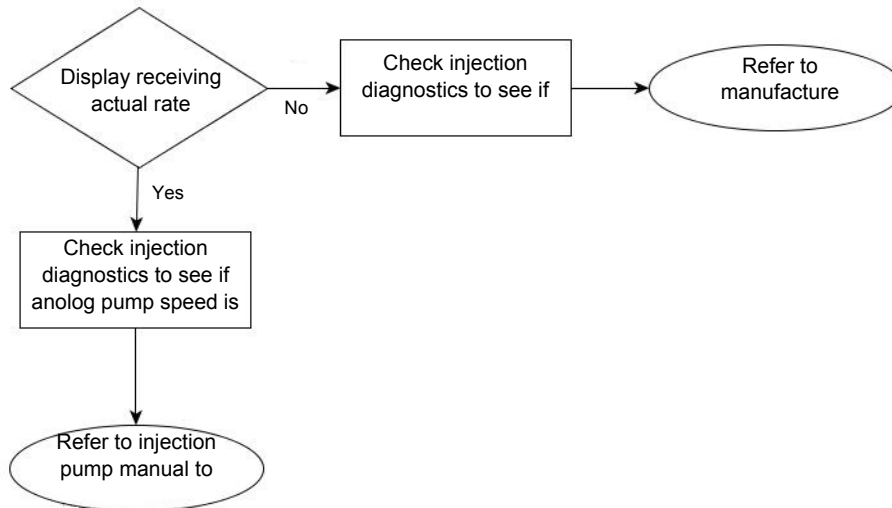 Display receiving
actual rate
No
Check injection
diagnostics to see if
Refer to
manufacture
Yes
Check injection
diagnostics to see if
anolog pump speed is
Refer to injection
pump manual to